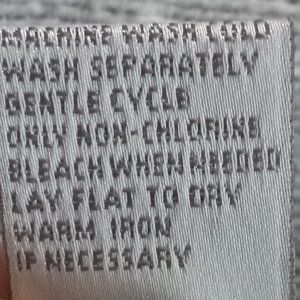 MACHINE WASH COLD
WASH SEPARATELY
GENTLE CYCLE
ONLY NON-CHLORINE
BLEACH WHEN NEEDED
LAY FLAT TO DRY
WARM IRON
IF NECESSARY